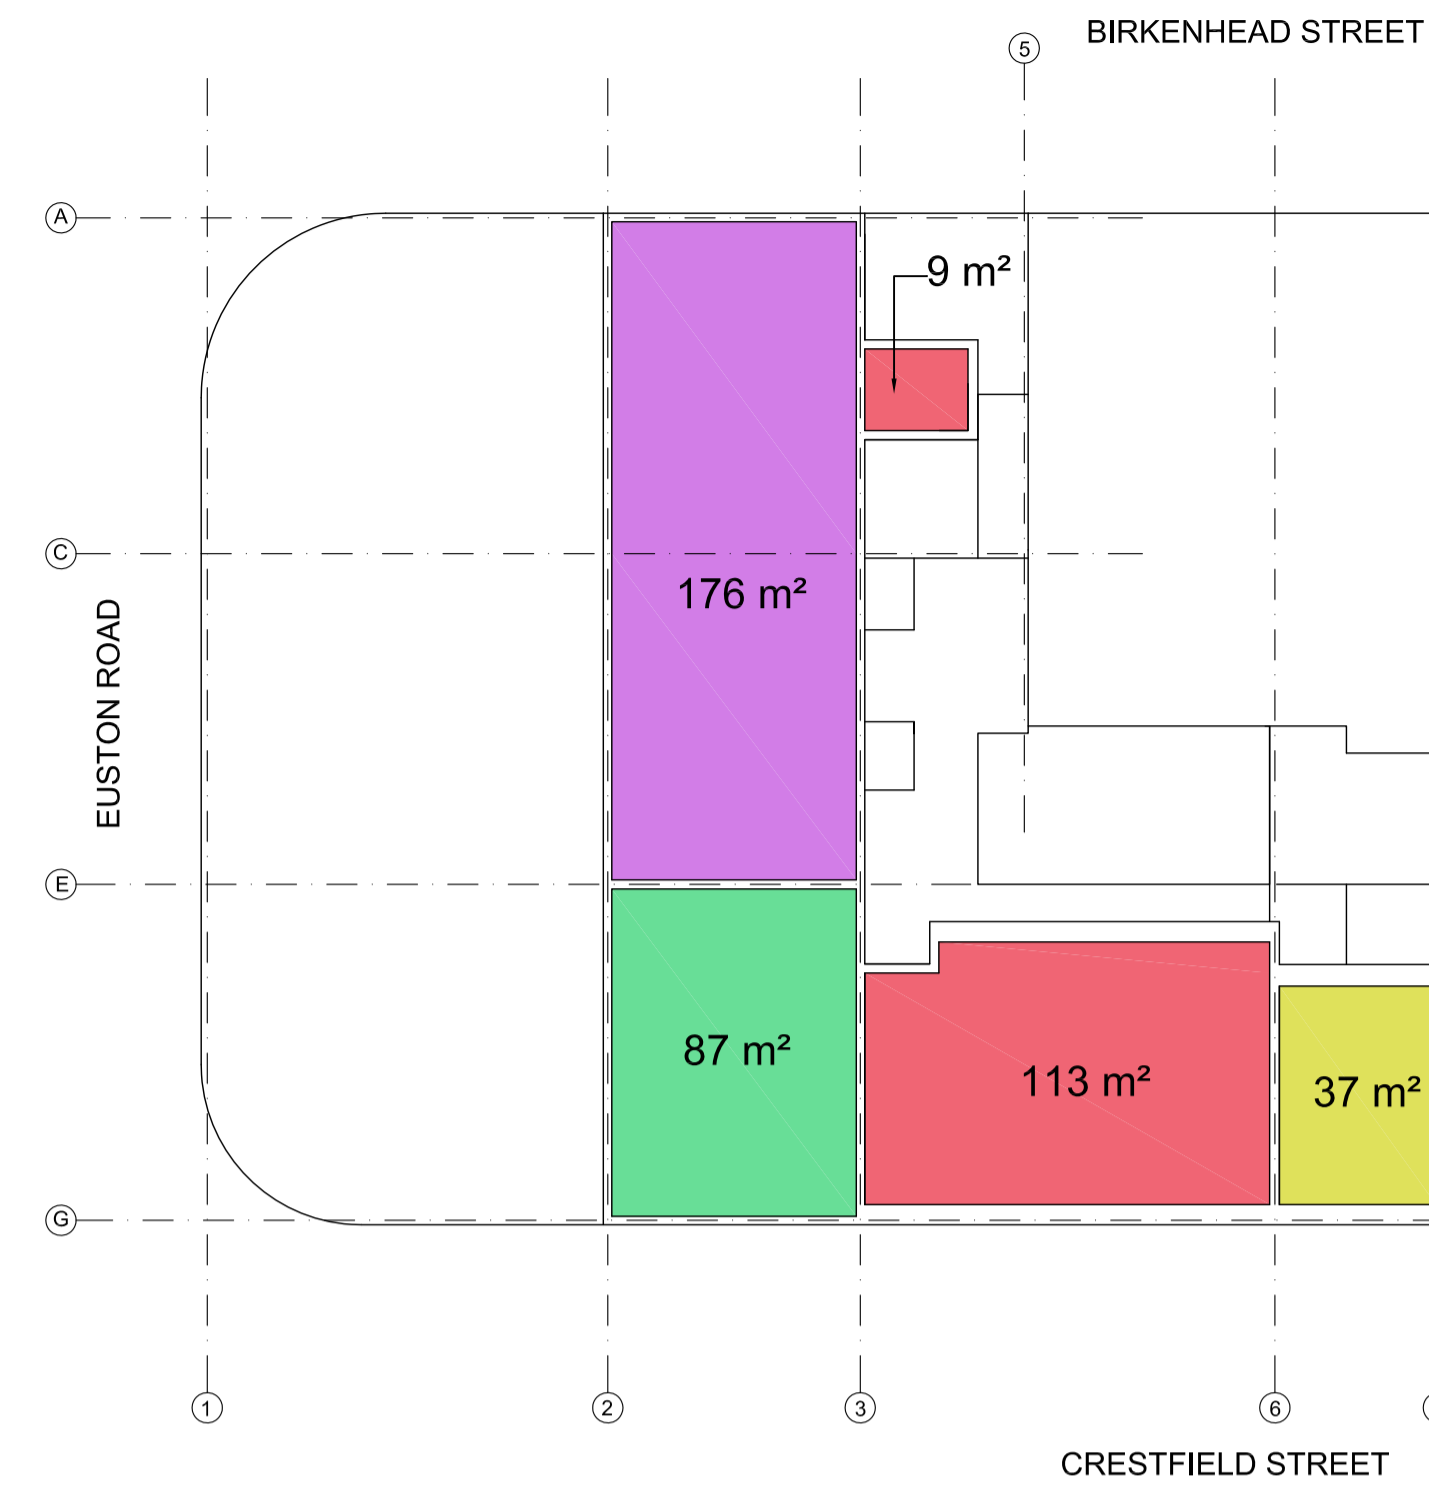 BIRKENHEAD STREET
5
A
9 m²
C
176 m²
EUSTON ROAD
E
87 m²
113 m²
37 m²
G
1
2
3
6
CRESTFIELD STREET